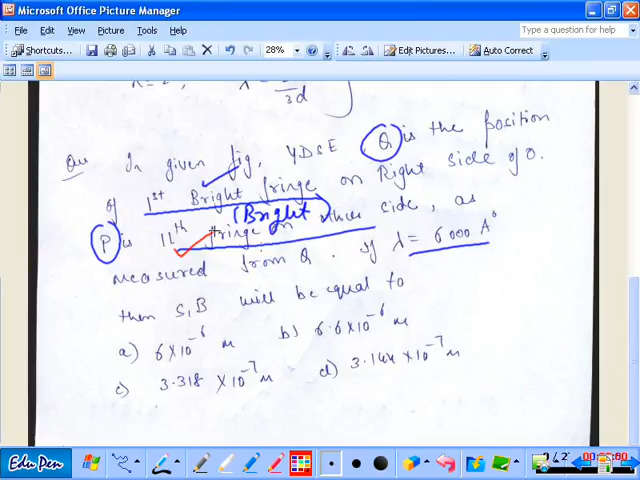 Microsoft Office Picture Manager
File Edit View Picture Tools Help
Type a question for help
Shortcuts... 28% Edit Pictures... Auto Correct
3d
Qus In given fig, YDSE, Q is the position
of 1st Bright fringe on Right side of O.
(Bright)
P is 11th fringe on other side, as
measured from Q. If λ = 6000 A°
then S₁B will be equal to
a) 6×10⁻⁶ m b) 6.6×10⁻⁶ m
c) 3.318 ×10⁻⁷ m d) 3.144 ×10⁻⁷ m
Edu Pen